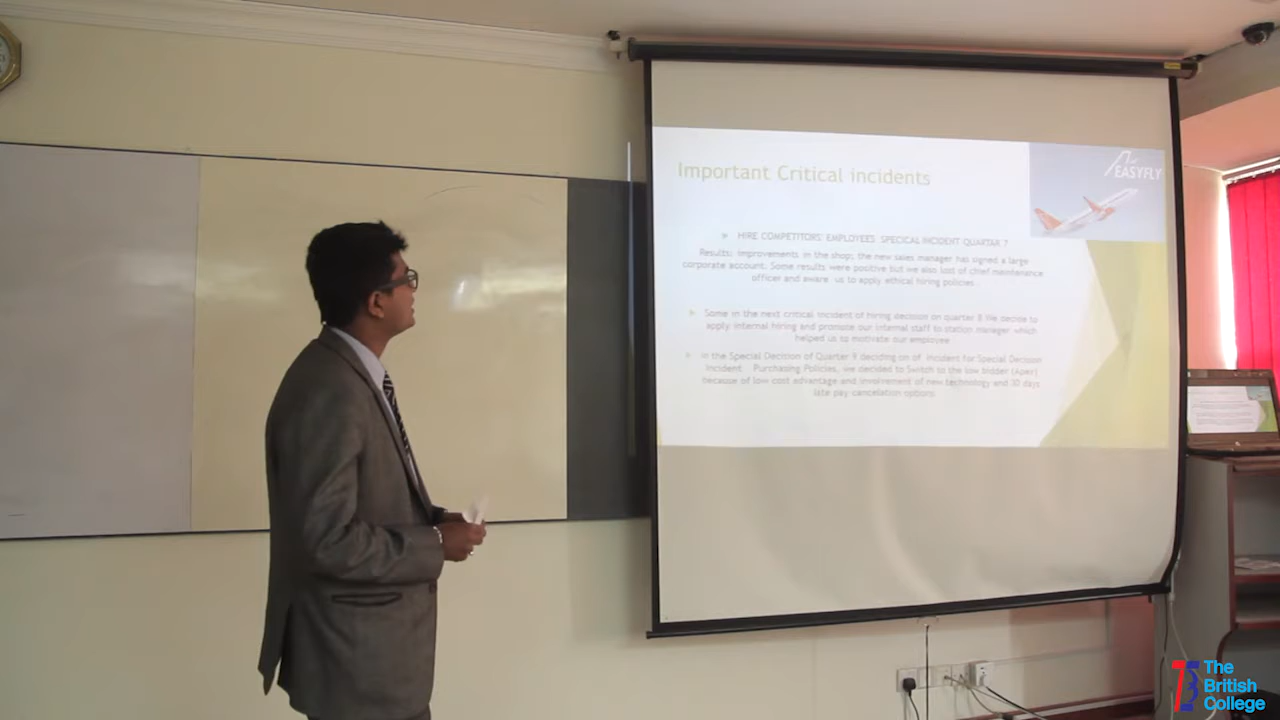 Important Critical incidents
EASYFLY
HIRE COMPETITORS' EMPLOYEES: SPECICAL INCIDENT QUARTAR 7
Results: improvements in the shop; the new sales manager has signed a large
corporate account. Some results were positive but we also lost of chief maintenance
officer and aware us to apply ethical hiring policies .
Some in the next critical incident of hiring decision on quarter 8 We decide to
apply internal hiring and promote our internal staff to station manager which
helped us to motivate our employee
In the Special Decision of Quarter 9 deciding on of incident for Special Decision
Incident Purchasing Policies, we decided to Switch to the low bidder (Apex)
because of low cost advantage and involvement of new technology and 30 days
late pay cancelation options
The
British
College